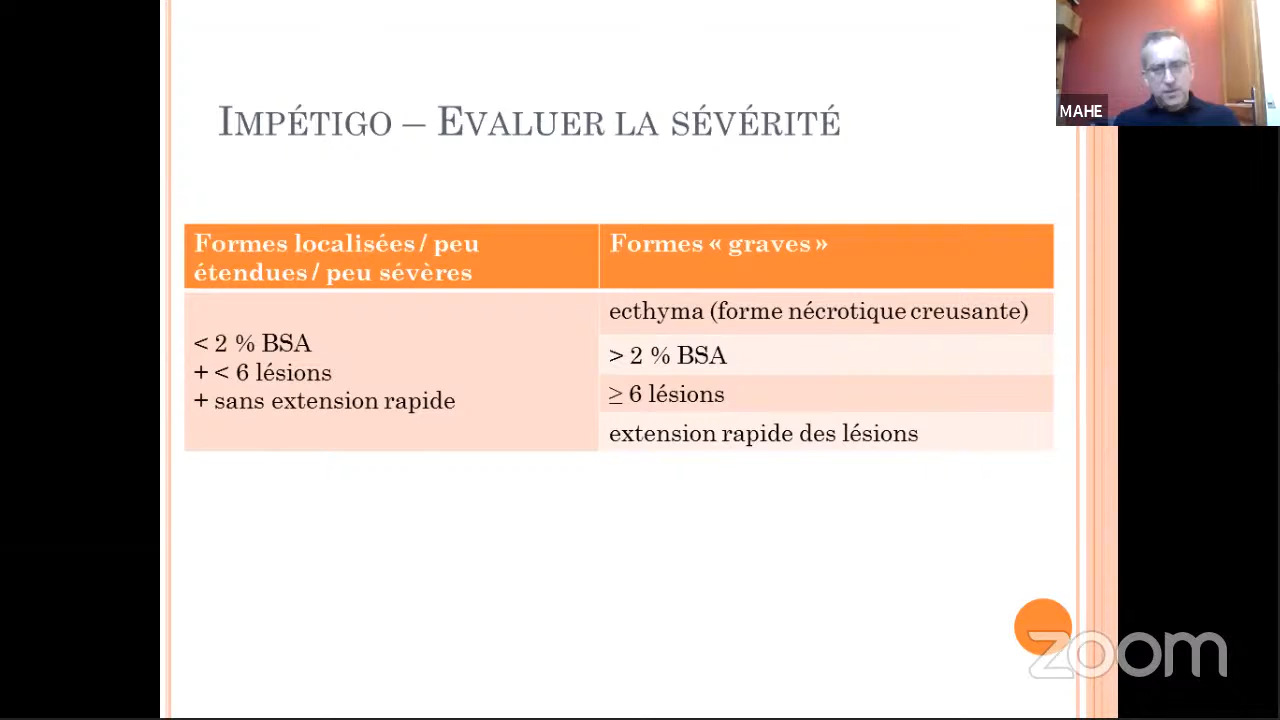 IMPÉTIGO – EVALUER LA SÉVÉRITÉ
MAHE
Formes localisées / peu
étendues / peu sévères
Formes « graves »
< 2 % BSA
+ < 6 lésions
+ sans extension rapide
ecthyma (forme nécrotique creusante)
> 2 % BSA
≥ 6 lésions
extension rapide des lésions
zoom